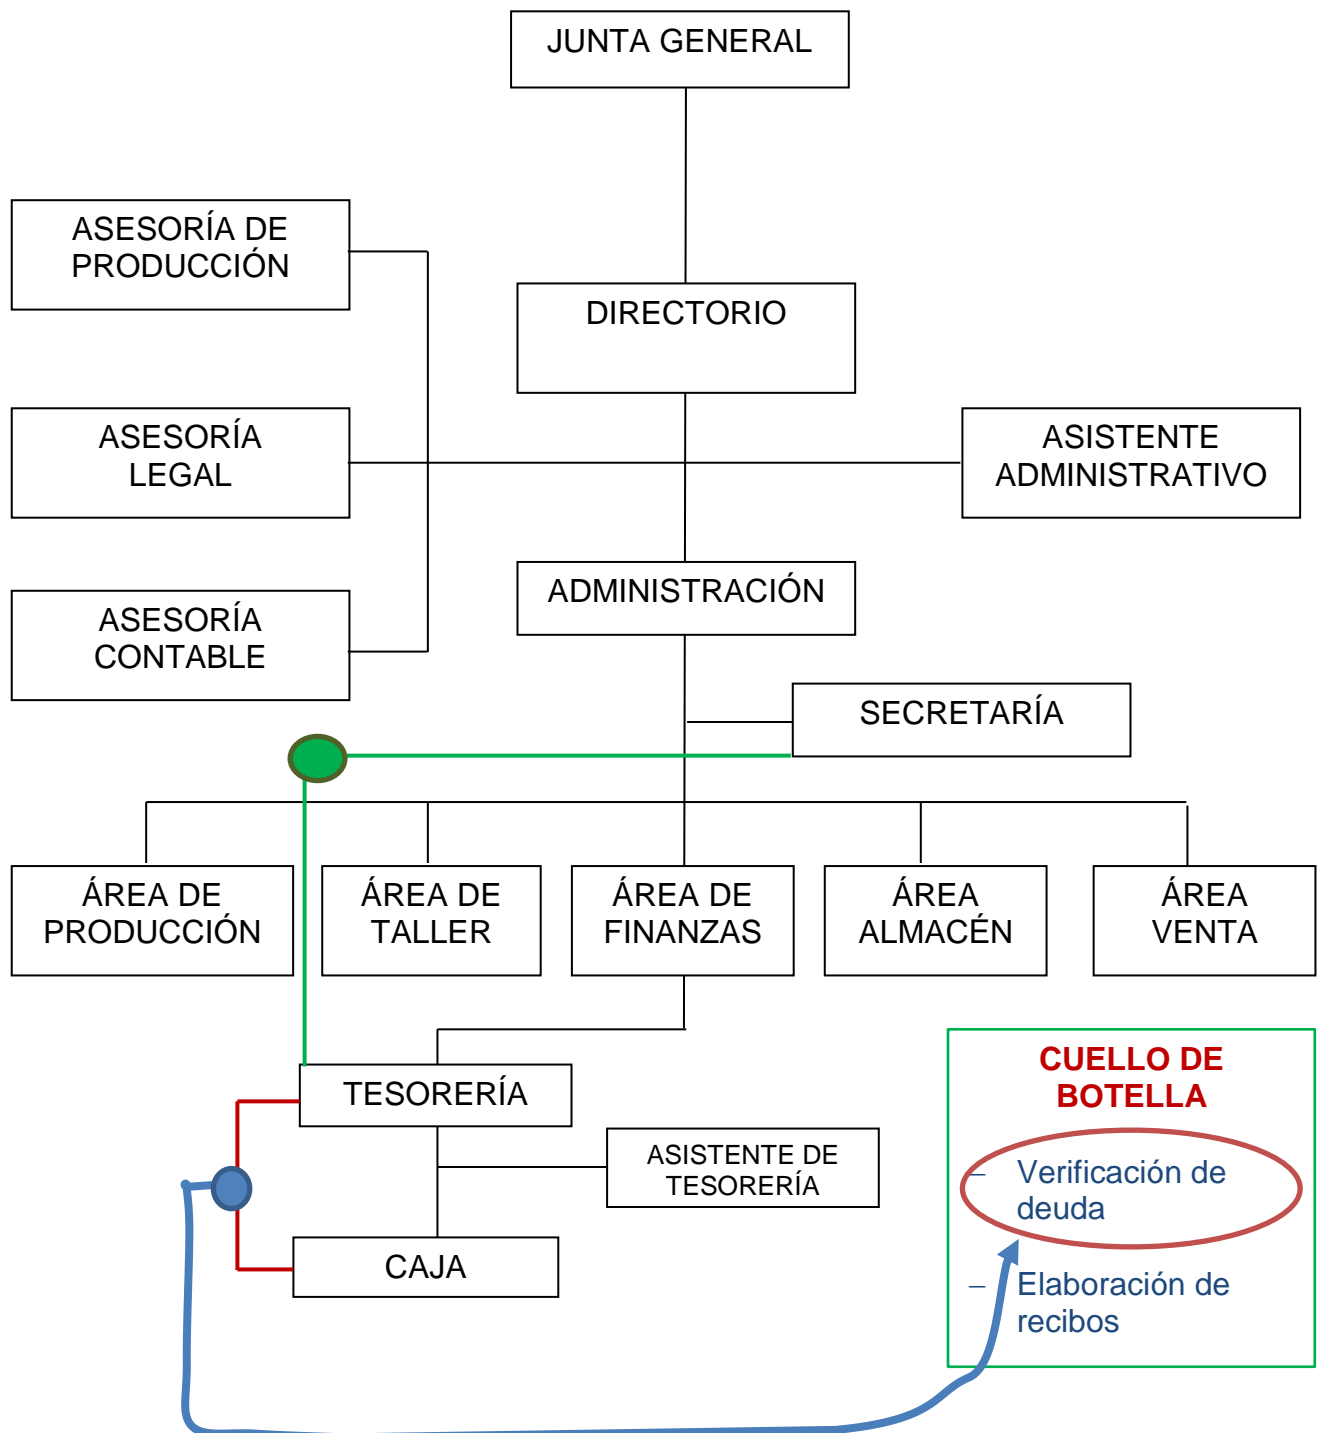 JUNTA GENERAL
ASESORÍA DE
PRODUCCIÓN
DIRECTORIO
ASESORÍA
LEGAL
ASISTENTE
ADMINISTRATIVO
ADMINISTRACIÓN
ASESORÍA
CONTABLE
SECRETARÍA
ÁREA DE
PRODUCCIÓN
ÁREA DE
TALLER
ÁREA DE
FINANZAS
ÁREA
ALMACÉN
ÁREA
VENTA
TESORERÍA
ASISTENTE DE
TESORERÍA
CAJA
CUELLO DE
BOTELLA
– Verificación de
deuda
– Elaboración de
recibos